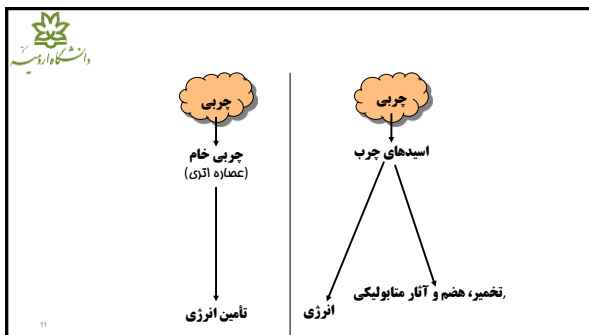 دانشگاه ارومیه
چربی
اسیدهای چرب
,تخمیر، هضم و آثار متابولیکی
انرژی
چربی
چربی خام
(عصاره اتری)
تأمین انرژی
11